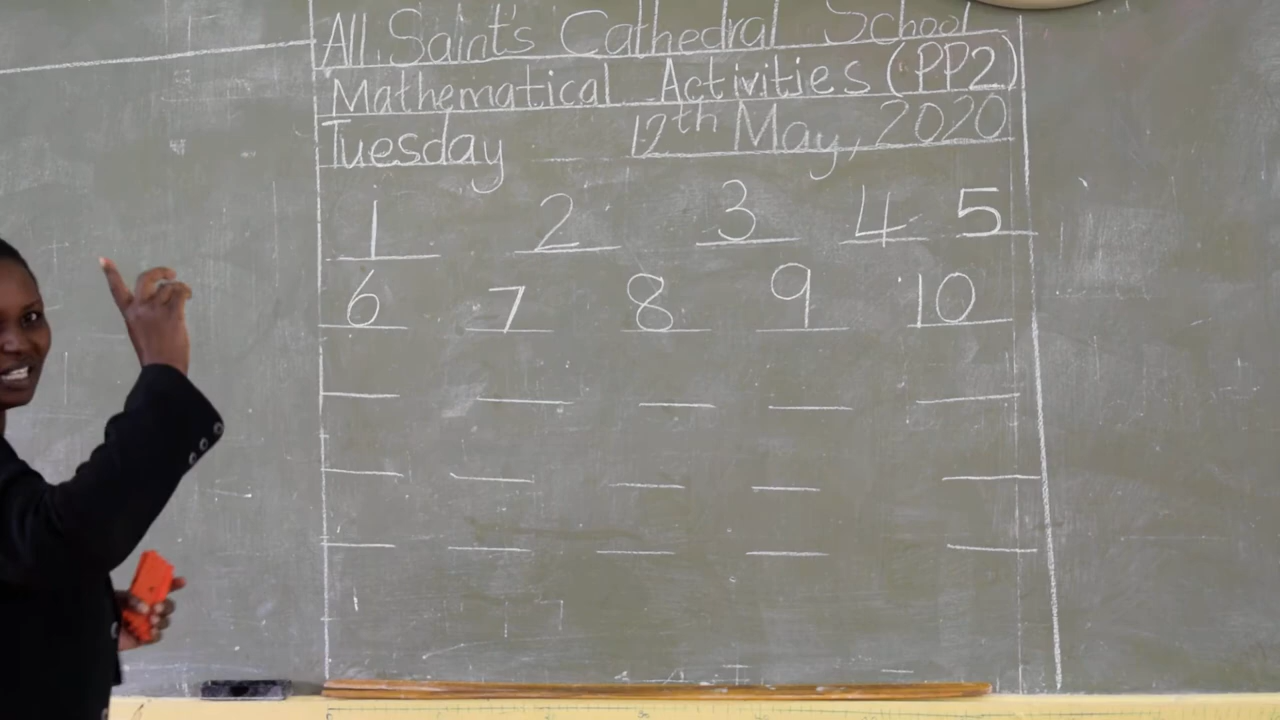 All Saint's Cathedral School
Mathematical Activities (PP2)
Tuesday 12th May, 2020
1 2 3 4 5
6 7 8 9 10